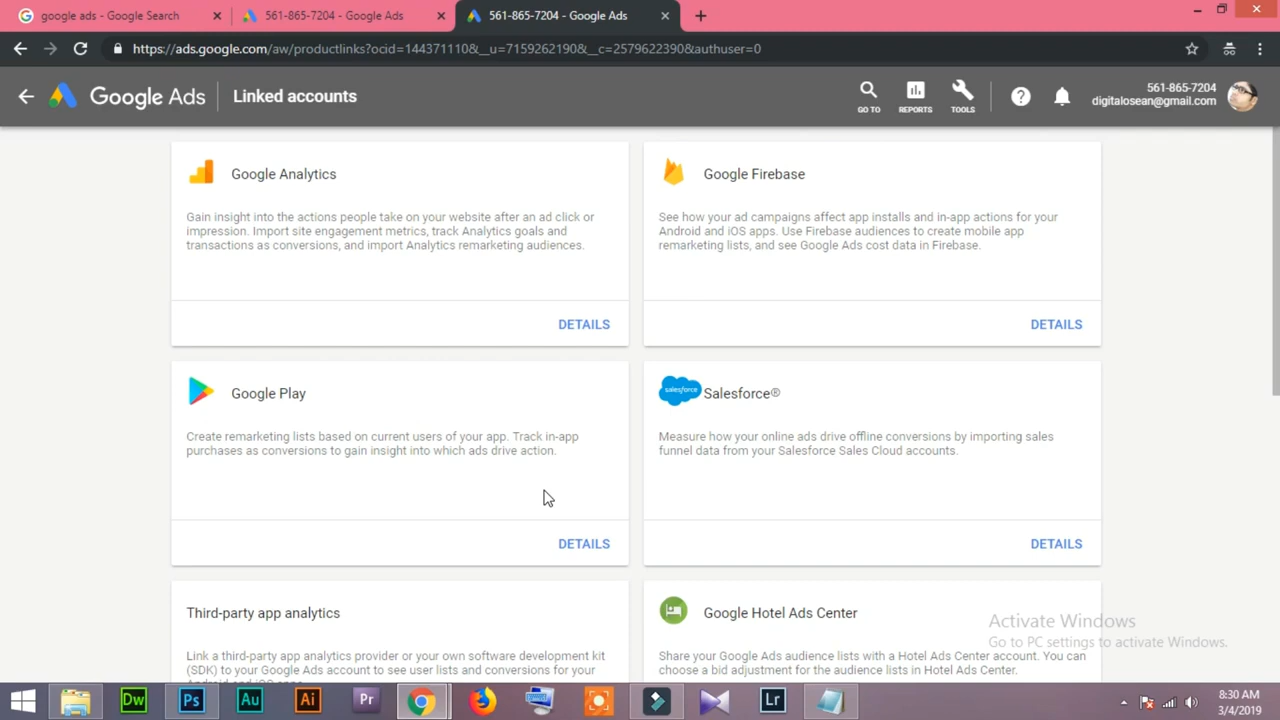 google ads - Google Search
561-865-7204 - Google Ads
561-865-7204 - Google Ads
https://ads.google.com/aw/productlinks?ocid=144371110&__u=7159262190&__c=2579622390&authuser=0
Google Ads
Linked accounts
GO TO
REPORTS
TOOLS
561-865-7204
digitalosean@gmail.com
Google Analytics
Gain insight into the actions people take on your website after an ad click or
impression. Import site engagement metrics, track Analytics goals and
transactions as conversions, and import Analytics remarketing audiences.
DETAILS
Google Firebase
See how your ad campaigns affect app installs and in-app actions for your
Android and iOS apps. Use Firebase audiences to create mobile app
remarketing lists, and see Google Ads cost data in Firebase.
DETAILS
Google Play
Create remarketing lists based on current users of your app. Track in-app
purchases as conversions to gain insight into which ads drive action.
DETAILS
salesforce
Salesforce®
Measure how your online ads drive offline conversions by importing sales
funnel data from your Salesforce Sales Cloud accounts.
DETAILS
Third-party app analytics
Link a third-party app analytics provider or your own software development kit
(SDK) to your Google Ads account to see user lists and conversions for your
Google Hotel Ads Center
Share your Google Ads audience lists with a Hotel Ads Center account. You can
choose a bid adjustment for the audience lists in Hotel Ads Center.
Activate Windows
Go to PC settings to activate Windows.
Dw
Ps
Au
Ai
Pr
Lr
8:30 AM
3/4/2019